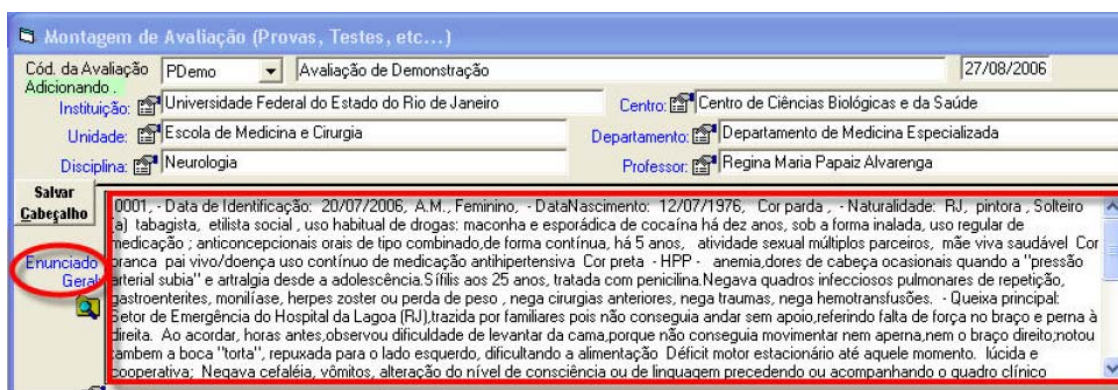 Montagem de Avaliação (Provas, Testes, etc...)
Cód. da Avaliação PDemo Avaliação de Demonstração 27/08/2006
Adicionando .
Instituição: Universidade Federal do Estado do Rio de Janeiro Centro: Centro de Ciências Biológicas e da Saúde
Unidade: Escola de Medicina e Cirurgia Departamento: Departamento de Medicina Especializada
Disciplina: Neurologia Professor: Regina Maria Papaiz Alvarenga
Salvar
Cabeçalho
Enunciado
Geral:
0001, - Data de Identificação: 20/07/2006, A.M., Feminino, - DataNascimento: 12/07/1976, Cor parda , - Naturalidade: RJ, pintora , Solteiro
(a) tabagista, etilista social , uso habitual de drogas: maconha e esporádica de cocaína há dez anos, sob a forma inalada, uso regular de
medicação ; anticoncepcionais orais de tipo combinado,de forma contínua, há 5 anos, atividade sexual múltiplos parceiros, mãe viva saudável Cor
branca pai vivo/doença uso contínuo de medicação antihipertensiva Cor preta - HPP - anemia,dores de cabeça ocasionais quando a "pressão
arterial subia" e artralgia desde a adolescência.Sífilis aos 25 anos, tratada com penicilina.Negava quadros infecciosos pulmonares de repetição,
gastroenterites, monilíase, herpes zoster ou perda de peso , nega cirurgias anteriores, nega traumas, nega hemotransfusões. - Queixa principal:
Setor de Emergência do Hospital da Lagoa (RJ),trazida por familiares pois não conseguia andar sem apoio,referindo falta de força no braço e perna à
direita. Ao acordar, horas antes,observou dificuldade de levantar da cama,porque não conseguia movimentar nem aperna,nem o braço direito;notou
tambem a boca "torta", repuxada para o lado esquerdo, dificultando a alimentação Déficit motor estacionário até aquele momento. lúcida e
cooperativa; Negava cefaléia, vômitos, alteração do nível de consciência ou de linguagem precedendo ou acompanhando o quadro clínico